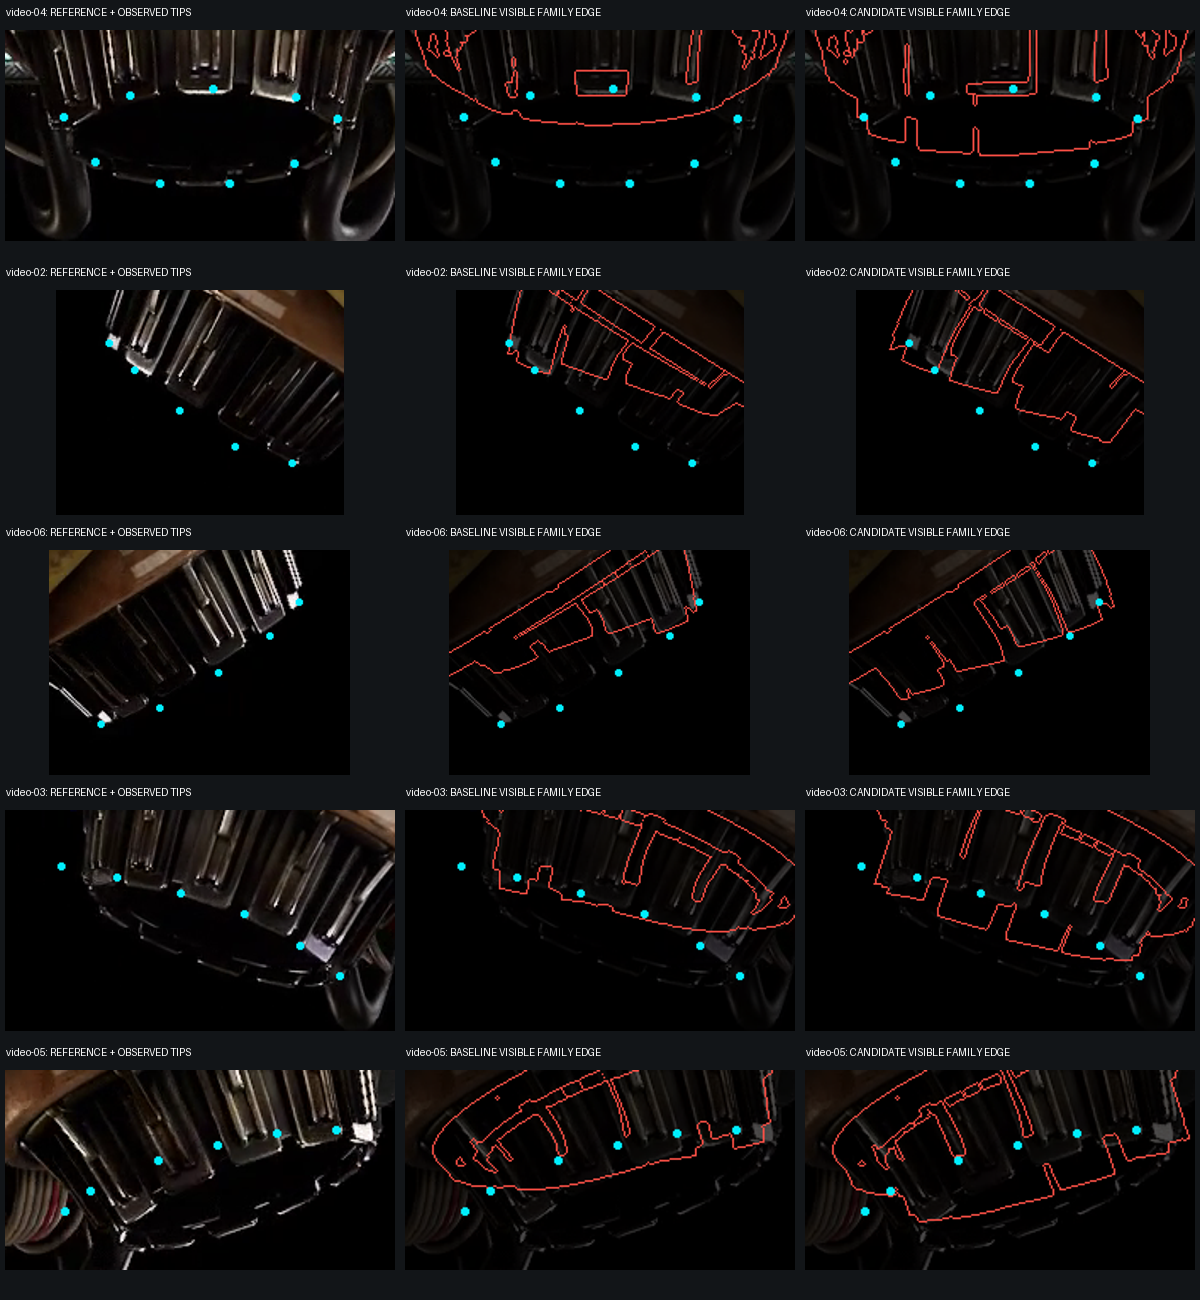 video-04: REFERENCE + OBSERVED TIPS
video-04: BASELINE VISIBLE FAMILY EDGE
video-04: CANDIDATE VISIBLE FAMILY EDGE
video-02: REFERENCE + OBSERVED TIPS
video-02: BASELINE VISIBLE FAMILY EDGE
video-02: CANDIDATE VISIBLE FAMILY EDGE
video-06: REFERENCE + OBSERVED TIPS
video-06: BASELINE VISIBLE FAMILY EDGE
video-06: CANDIDATE VISIBLE FAMILY EDGE
video-03: REFERENCE + OBSERVED TIPS
video-03: BASELINE VISIBLE FAMILY EDGE
video-03: CANDIDATE VISIBLE FAMILY EDGE
video-05: REFERENCE + OBSERVED TIPS
video-05: BASELINE VISIBLE FAMILY EDGE
video-05: CANDIDATE VISIBLE FAMILY EDGE